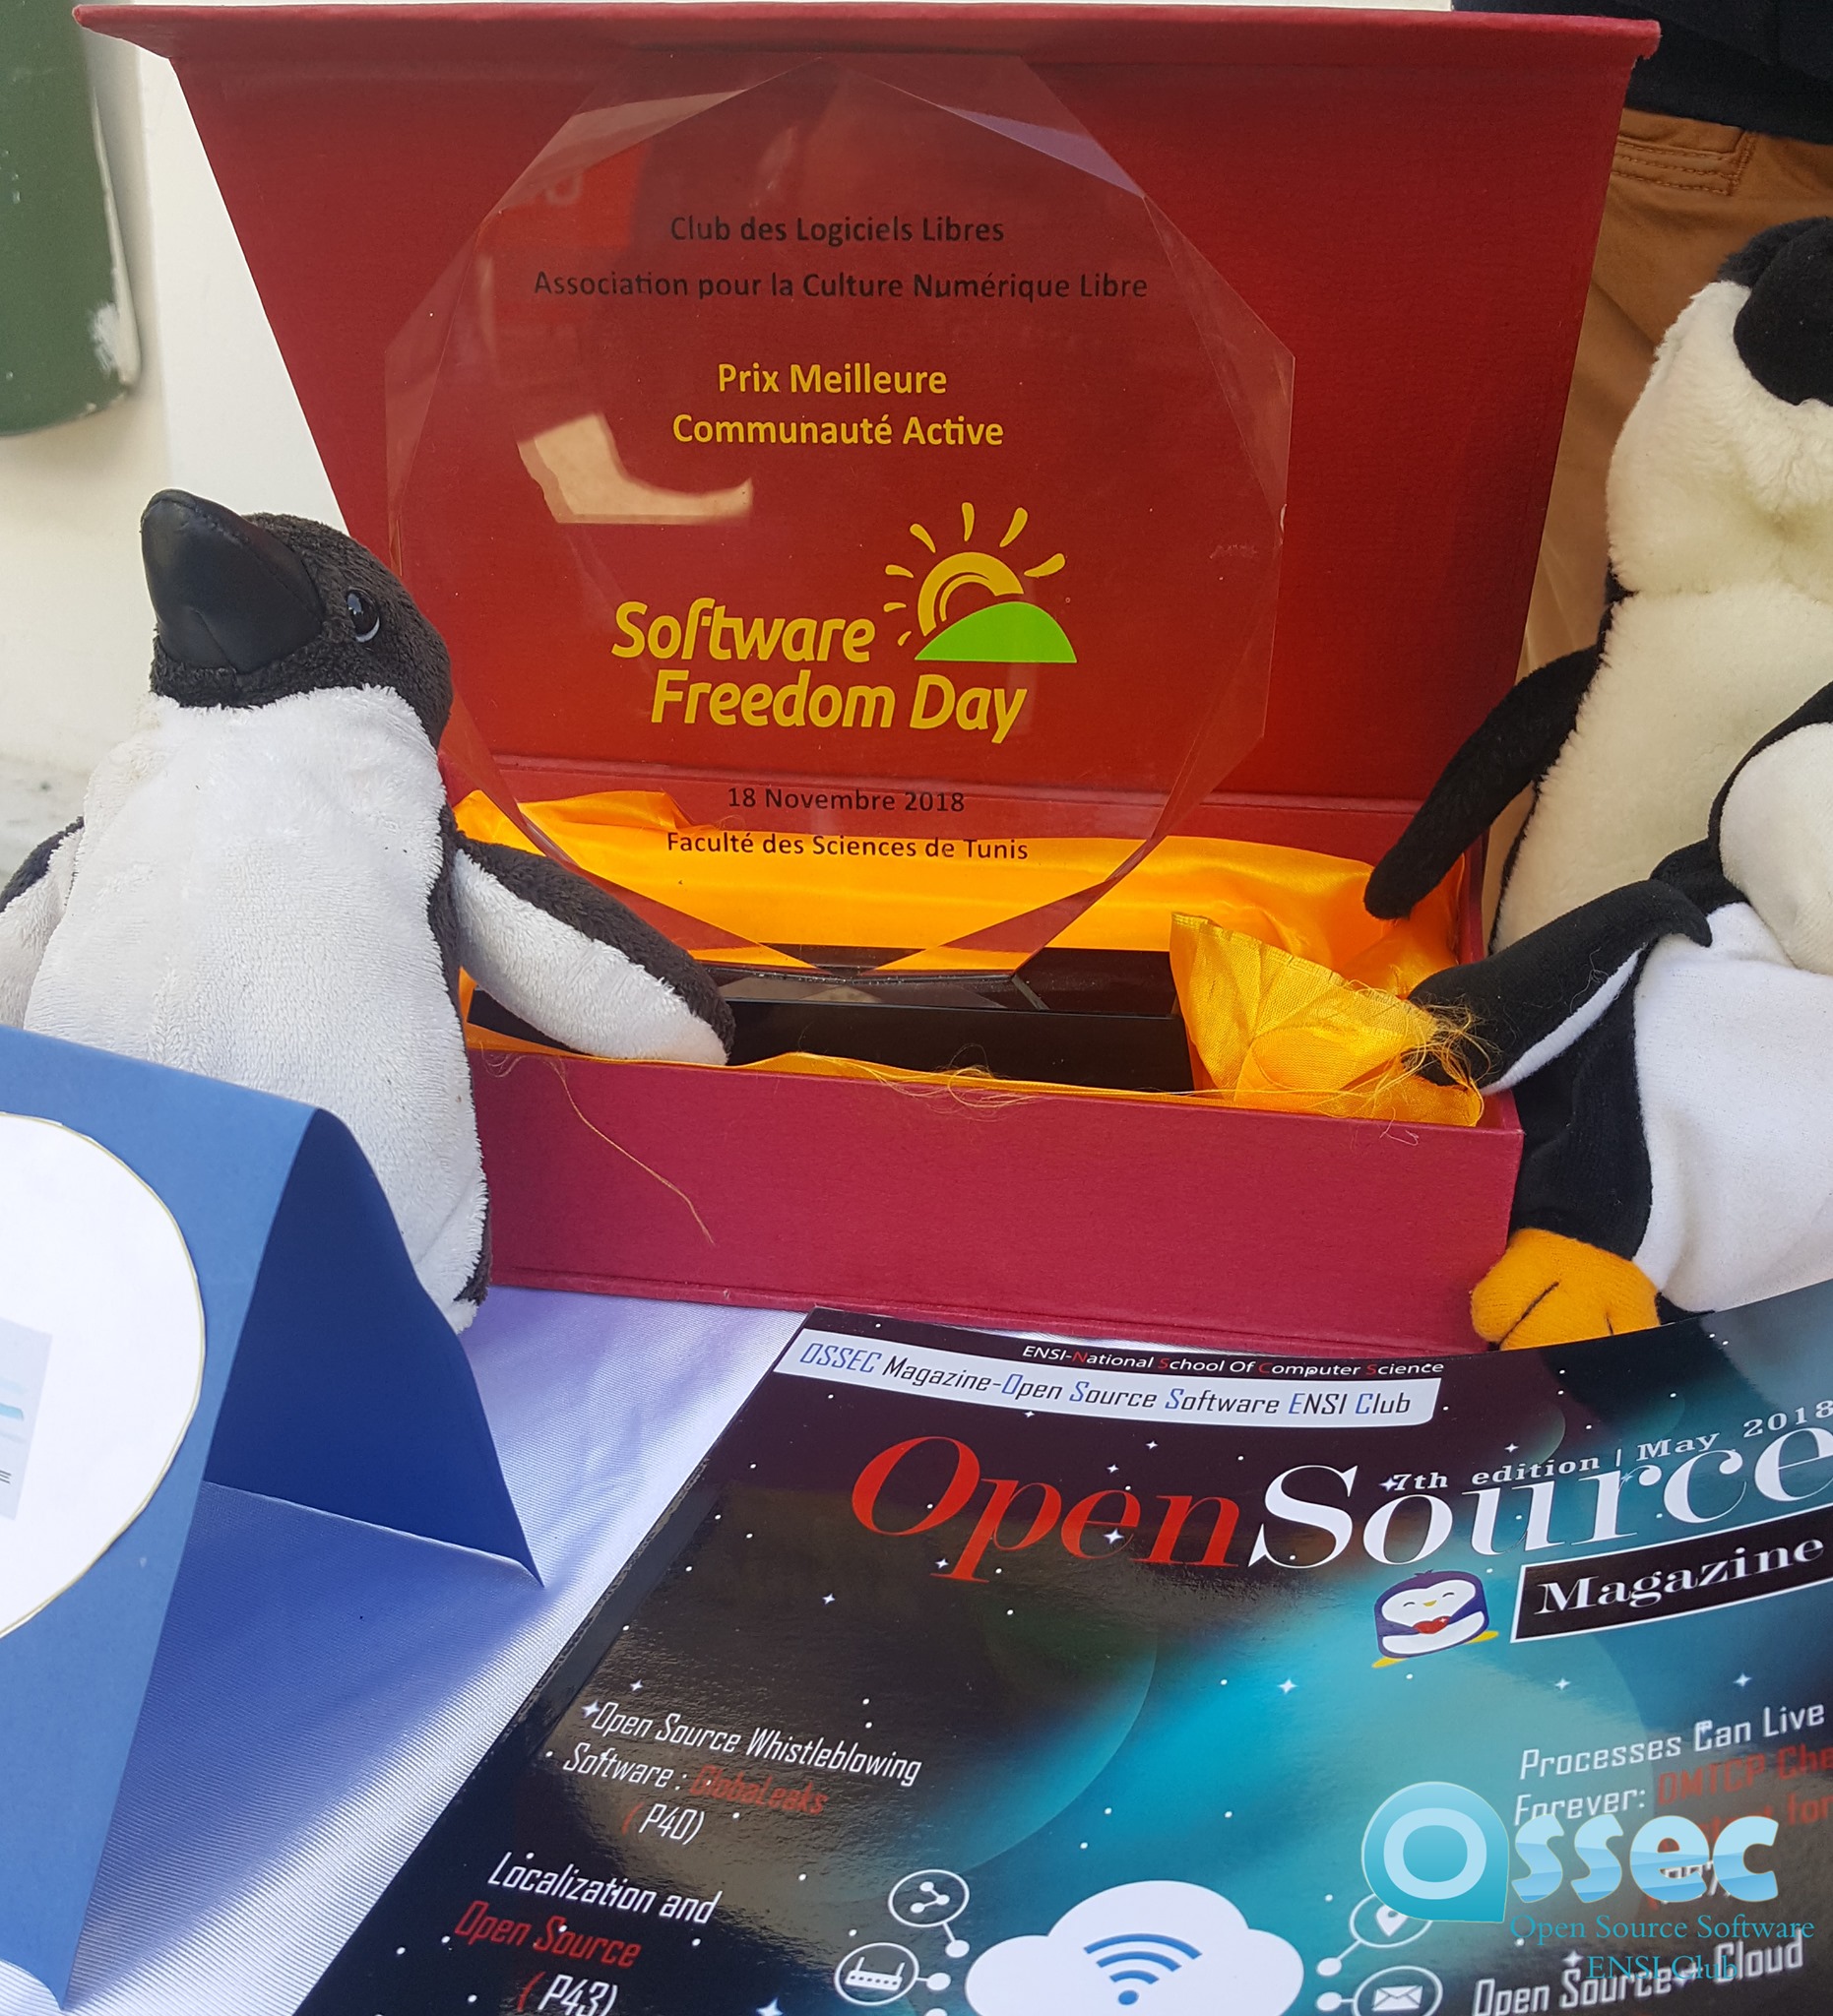 Club des Logiciels Libres
Association pour la Culture Numérique Libre
Prix Meilleure
Communauté Active
Software
Freedom Day
18 Novembre 2018
Faculté des Sciences de Tunis
ENSI-National School Of Computer Science
OSSEC Magazine-Open Source Software ENSI Club
7th edition | May 2018
OpenSource
Magazine
Open Source Whistleblowing
Software : GlobaLeaks
( P40)
Localization and
Open Source
( P43)
Processes Can Live
Forever: DMTCP
Open Source Cloud
Ossec
Open Source Software
ENSI Club